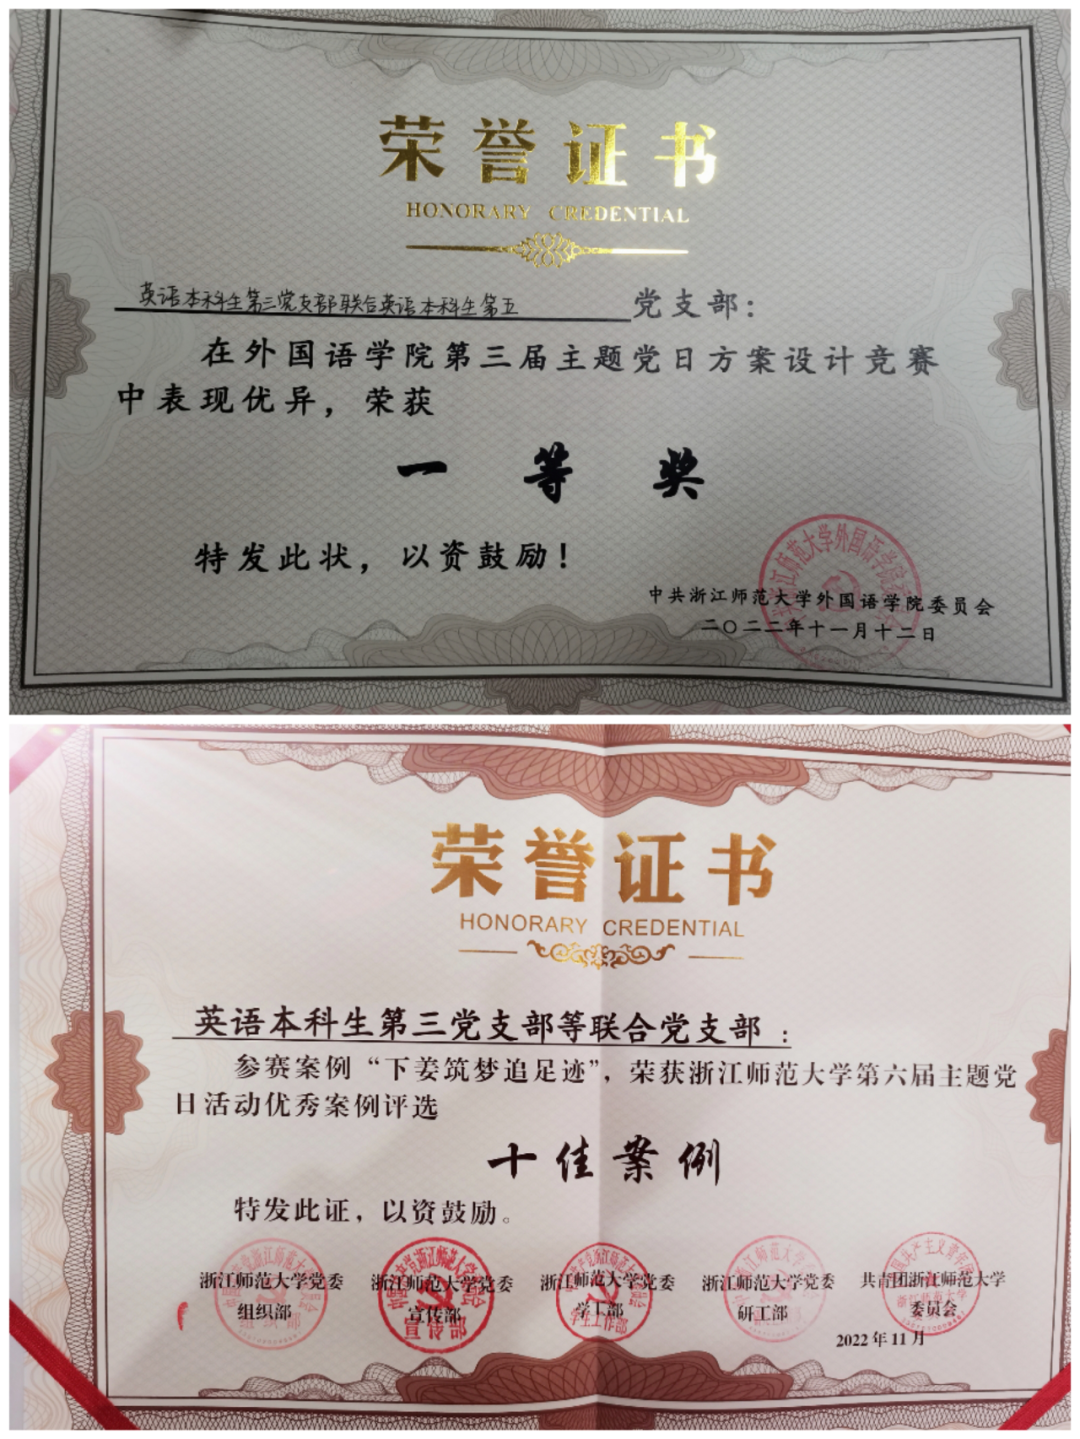 荣誉证书
HONORARY CREDENTIAL
英语本科生第三党支部联合英语本科生第五党支部：
在外国语学院第三届主题党日方案设计竞赛
中表现优异，荣获
一等奖
特发此状，以资鼓励！
中共浙江师范大学外国语学院委员会
二〇二二年十一月十二日
荣誉证书
HONORARY CREDENTIAL
英语本科生第三党支部等联合党支部：
参赛案例“下姜筑梦追足迹”，荣获浙江师范大学第六届主题党
日活动优秀案例评选
十佳案例
特发此证，以资鼓励。
浙江师范大学党委 浙江师范大学党委 浙江师范大学党委 浙江师范大学党委 共青团浙江师范大学
组织部 宣传部 学工部 研工部 委员会
2022年11月